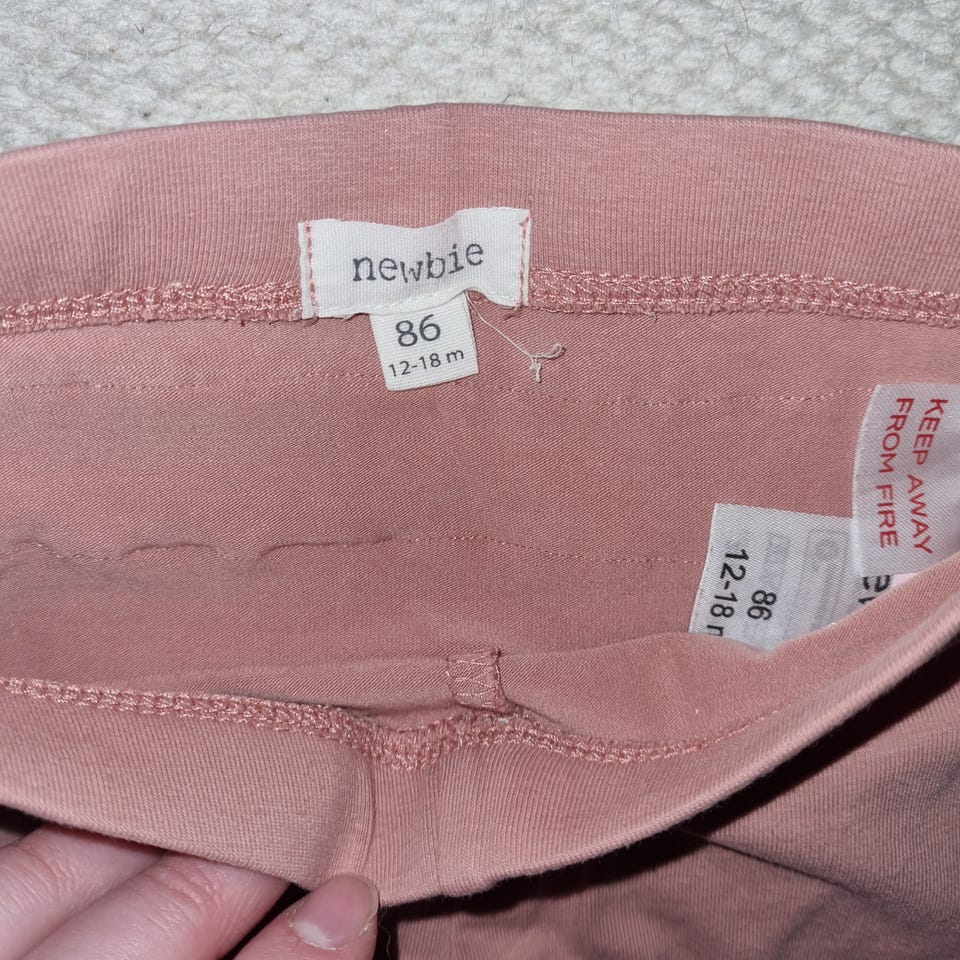 newbie
86
12-18 m
KEEP AWAY
FROM FIRE
86
12-18